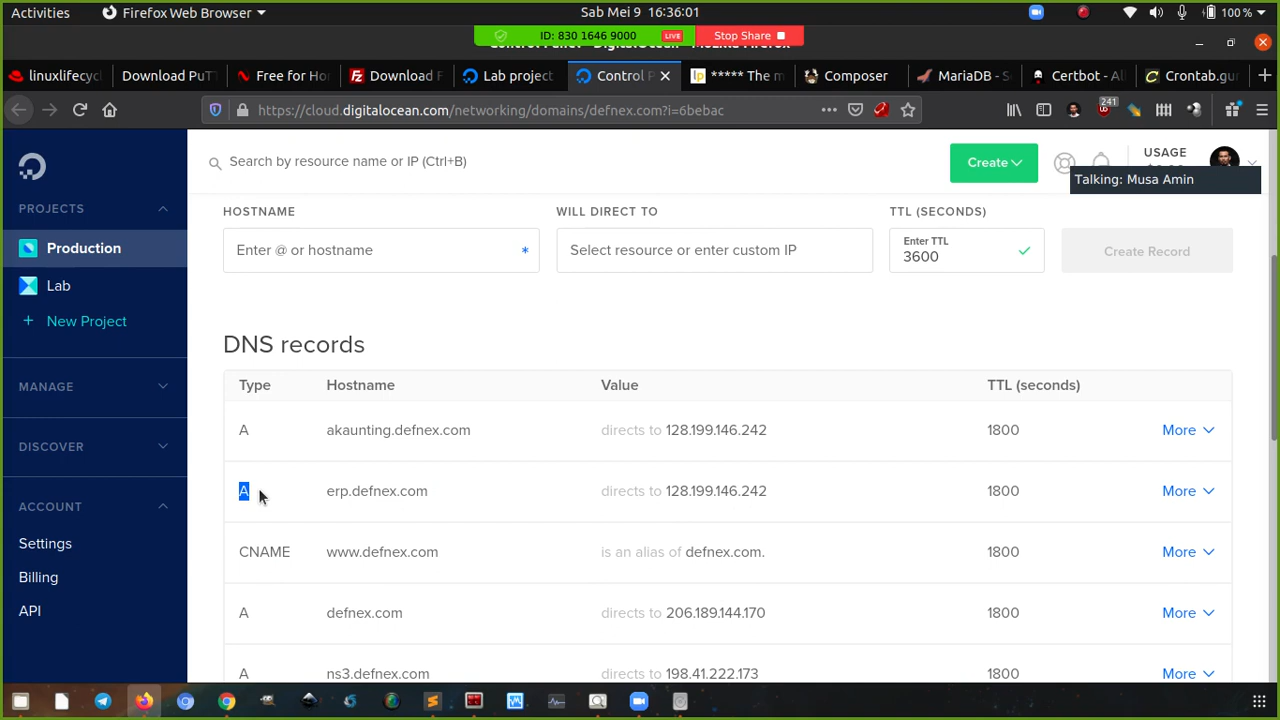 Activities
Firefox Web Browser
Sab Mei 9 16:36:01
100 %
ID: 830 1646 9000
LIVE
Stop Share
linuxlifecyc
Download PuT
Free for Ho
Download F
Lab project
Control P
***** The m
Composer
MariaDB - S
Certbot - Al
Crontab.gur
https://cloud.digitalocean.com/networking/domains/defnex.com?i=6bebac
241
Search by resource name or IP (Ctrl+B)
Create
USAGE
Talking: Musa Amin
PROJECTS
Production
Lab
+ New Project
MANAGE
DISCOVER
ACCOUNT
Settings
Billing
API
HOSTNAME
WILL DIRECT TO
TTL (SECONDS)
Enter @ or hostname *
Select resource or enter custom IP
Enter TTL
3600
Create Record
DNS records
Type Hostname Value TTL (seconds)
A akaunting.defnex.com directs to 128.199.146.242 1800 More
A erp.defnex.com directs to 128.199.146.242 1800 More
CNAME www.defnex.com is an alias of defnex.com. 1800 More
A defnex.com directs to 206.189.144.170 1800 More
A ns3.defnex.com directs to 198.41.222.173 1800 More